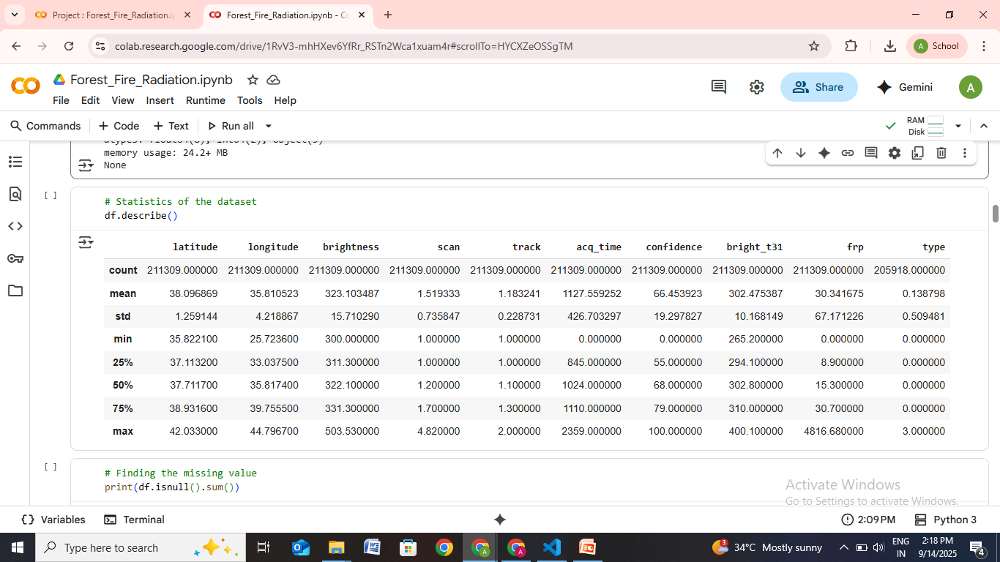 Project : Forest_Fire_Radiation.i
Forest_Fire_Radiation.ipynb - Co
colab.research.google.com/drive/1RvV3-mhHXev6YfRr_RSTn2Wca1xuam4r#scrollTo=HYCXZeOSSgTM
A School
Forest_Fire_Radiation.ipynb
File Edit View Insert Runtime Tools Help
Share
Gemini
A
Commands + Code + Text Run all
RAM
Disk
dtypes: float64(8), int64(2), object(5)
memory usage: 24.2+ MB
None
[ ]
# Statistics of the dataset
df.describe()
latitude longitude brightness scan track acq_time confidence bright_t31 frp type
count 211309.000000 211309.000000 211309.000000 211309.000000 211309.000000 211309.000000 211309.000000 211309.000000 211309.000000 205918.000000
mean 38.096869 35.810523 323.103487 1.519333 1.183241 1127.559252 66.453923 302.475387 30.341675 0.138798
std 1.259144 4.218867 15.710290 0.735847 0.228731 426.703297 19.297827 10.168149 67.171226 0.509481
min 35.822100 25.723600 300.000000 1.000000 1.000000 0.000000 0.000000 265.200000 0.000000 0.000000
25% 37.113200 33.037500 311.300000 1.000000 1.000000 845.000000 55.000000 294.100000 8.900000 0.000000
50% 37.711700 35.817400 322.100000 1.200000 1.100000 1024.000000 68.000000 302.800000 15.300000 0.000000
75% 38.931600 39.755500 331.300000 1.700000 1.300000 1110.000000 79.000000 310.000000 30.700000 0.000000
max 42.033000 44.796700 503.530000 4.820000 2.000000 2359.000000 100.000000 400.100000 4816.680000 3.000000
[ ]
# Finding the missing value
print(df.isnull().sum())
Activate Windows
Go to Settings to activate Windows.
Variables Terminal
2:09 PM Python 3
Type here to search
34°C Mostly sunny
ENG
IN
2:18 PM
9/14/2025
4